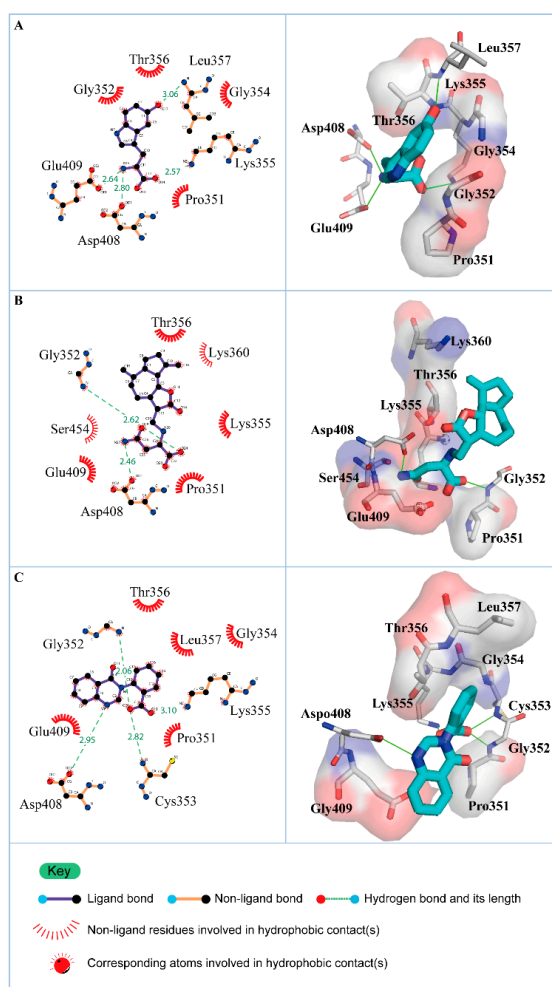 A
Thr356
Leu357
Gly352
3.06
Gly354
Lys355
Glu409
2.64
2.80
2.57
Pro351
Asp408
Leu357
Lys355
Thr356
Asp408
Gly354
Gly352
Glu409
Pro351
B
Thr356
Gly352
Lys360
Ser454
2.62
Lys355
Glu409
2.46
Pro351
Asp408
Lys360
Thr356
Lys355
Asp408
Ser454
Gly352
Glu409
Pro351
C
Thr356
Gly352
Leu357
Gly354
2.06
Lys355
3.10
Glu409
Pro351
2.95
2.82
Asp408
Cys353
Leu357
Thr356
Gly354
Lys355
Cys353
Aspo408
Gly352
Pro351
Gly409
Key
Ligand bond
Non-ligand bond
Hydrogen bond and its length
Non-ligand residues involved in hydrophobic contact(s)
Corresponding atoms involved in hydrophobic contact(s)